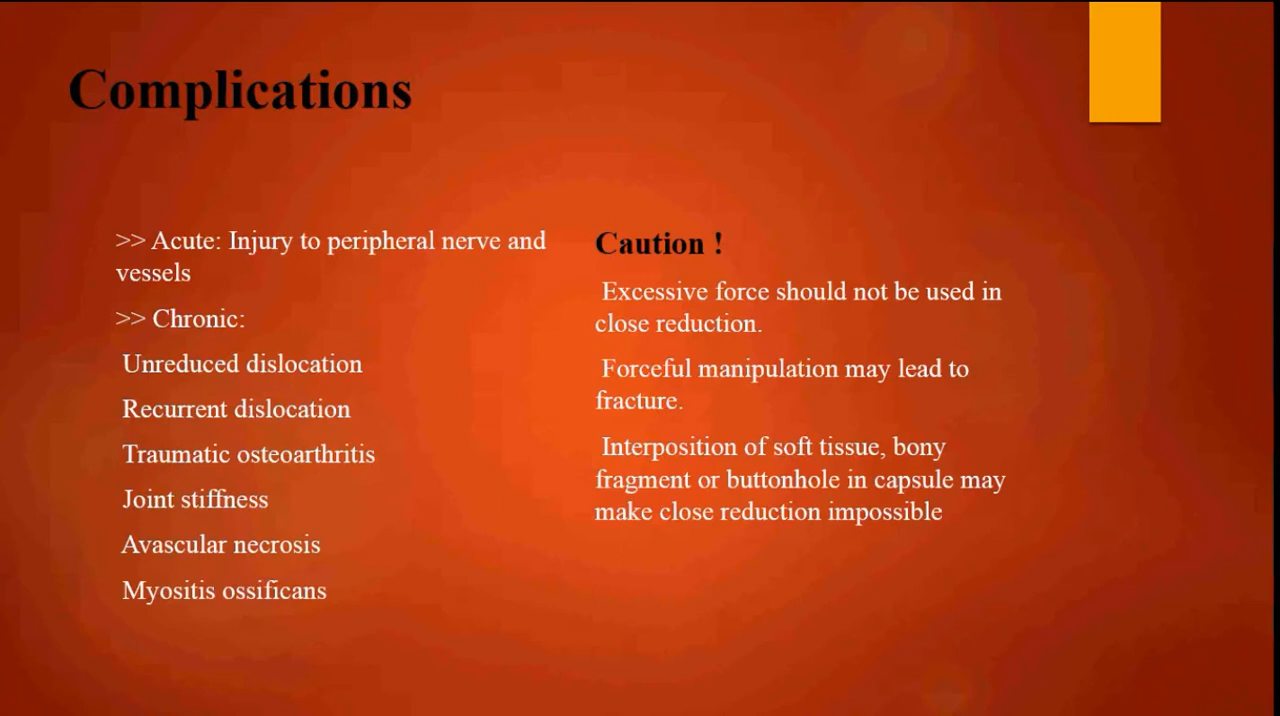 Complications
>> Acute: Injury to peripheral nerve and
vessels
>> Chronic:
Unreduced dislocation
Recurrent dislocation
Traumatic osteoarthritis
Joint stiffness
Avascular necrosis
Myositis ossificans
Caution !
Excessive force should not be used in
close reduction.
Forceful manipulation may lead to
fracture.
Interposition of soft tissue, bony
fragment or buttonhole in capsule may
make close reduction impossible